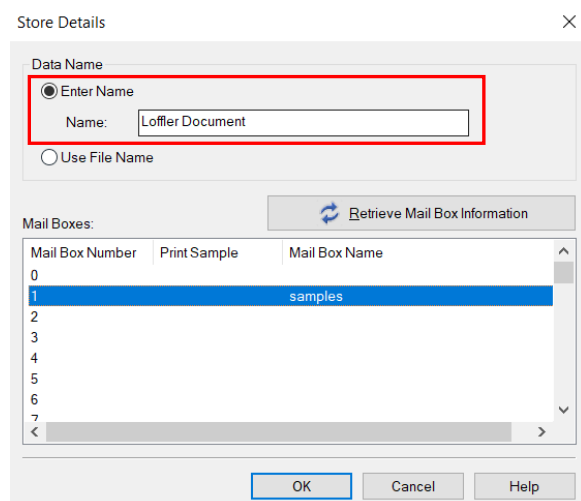 Store Details
Data Name
Enter Name
Name: Loffler Document
Use File Name
Retrieve Mail Box Information
Mail Boxes:
Mail Box Number Print Sample Mail Box Name
0
1 samples
2
3
4
5
6
7
OK Cancel Help